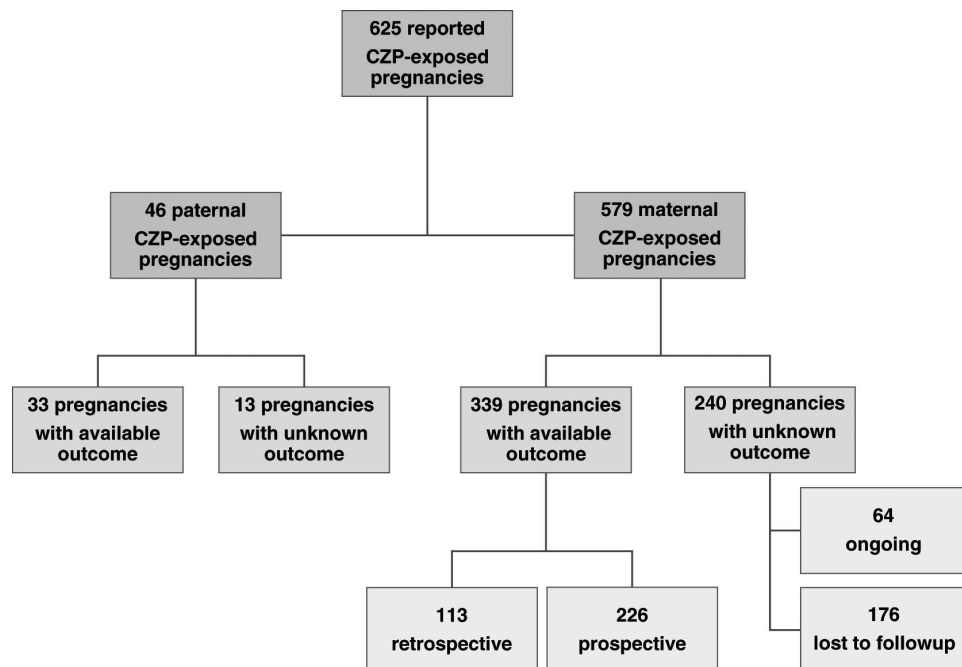 625 reported
CZP-exposed
pregnancies
46 paternal
CZP-exposed
pregnancies
579 maternal
CZP-exposed
pregnancies
33 pregnancies
with available
outcome
13 pregnancies
with unknown
outcome
339 pregnancies
with available
outcome
240 pregnancies
with unknown
outcome
64
ongoing
176
lost to followup
113
retrospective
226
prospective